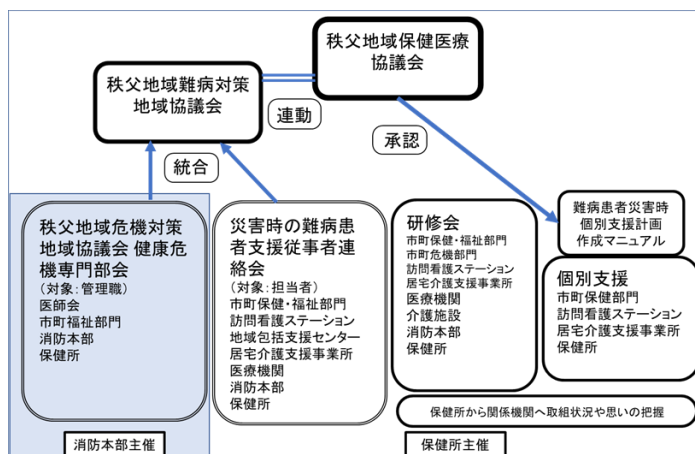 秩父地域保健医療
協議会
秩父地域難病対策
地域協議会
連動
承認
統合
秩父地域危機対策
地域協議会 健康危
機専門部会
(対象:管理職)
医師会
市町福祉部門
消防本部
保健所
災害時の難病患
者支援従事者連
絡会
(対象:担当者)
市町保健・福祉部門
訪問看護ステーション
地域包括支援センター
居宅介護支援事業所
医療機関
消防本部
保健所
研修会
市町保健・福祉部門
市町危機部門
訪問看護ステーション
居宅介護支援事業所
医療機関
介護施設
消防本部
保健所
難病患者災害時
個別支援計画
作成マニュアル
個別支援
市町保健部門
訪問看護ステーション
居宅介護支援事業所
保健所
保健所から関係機関へ取組状況や思いの把握
消防本部主催
保健所主催